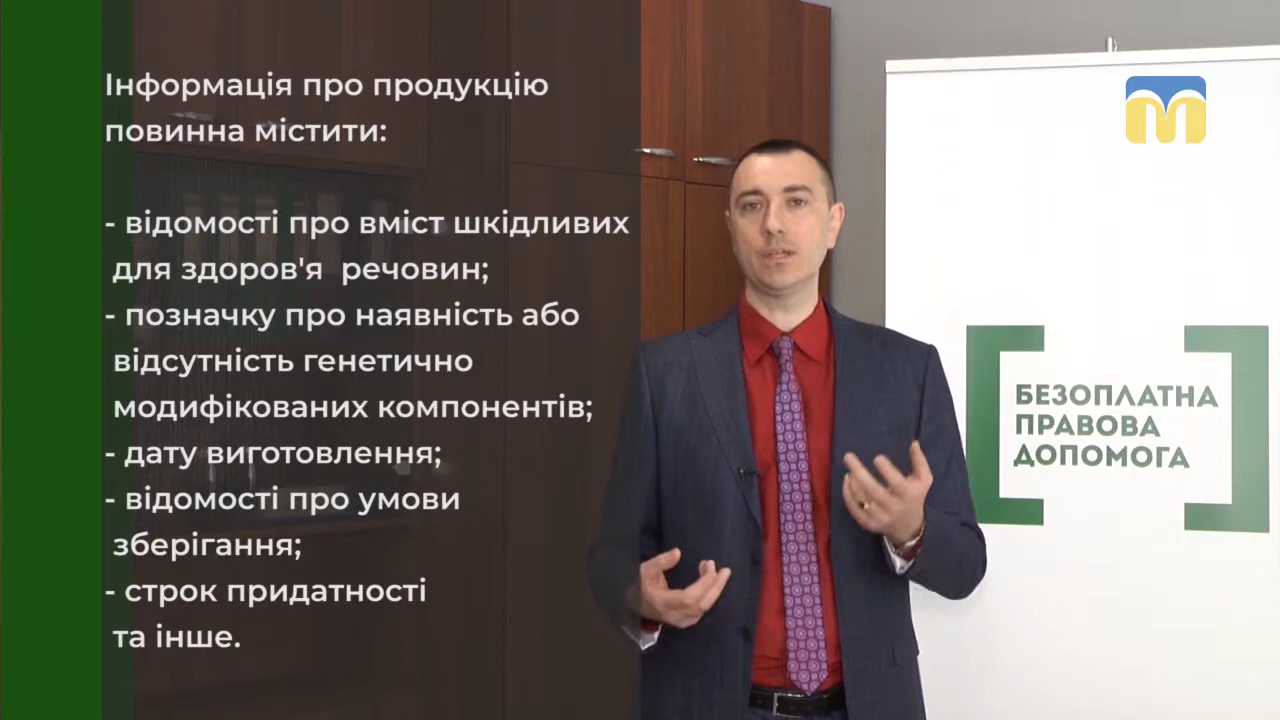 Інформація про продукцію
повинна містити:
- відомості про вміст шкідливих
для здоров'я речовин;
- позначку про наявність або
відсутність генетично
модифікованих компонентів;
- дату виготовлення;
- відомості про умови
зберігання;
- строк придатності
та інше.
БЕЗОПЛАТНА
ПРАВОВА
ДОПОМОГА